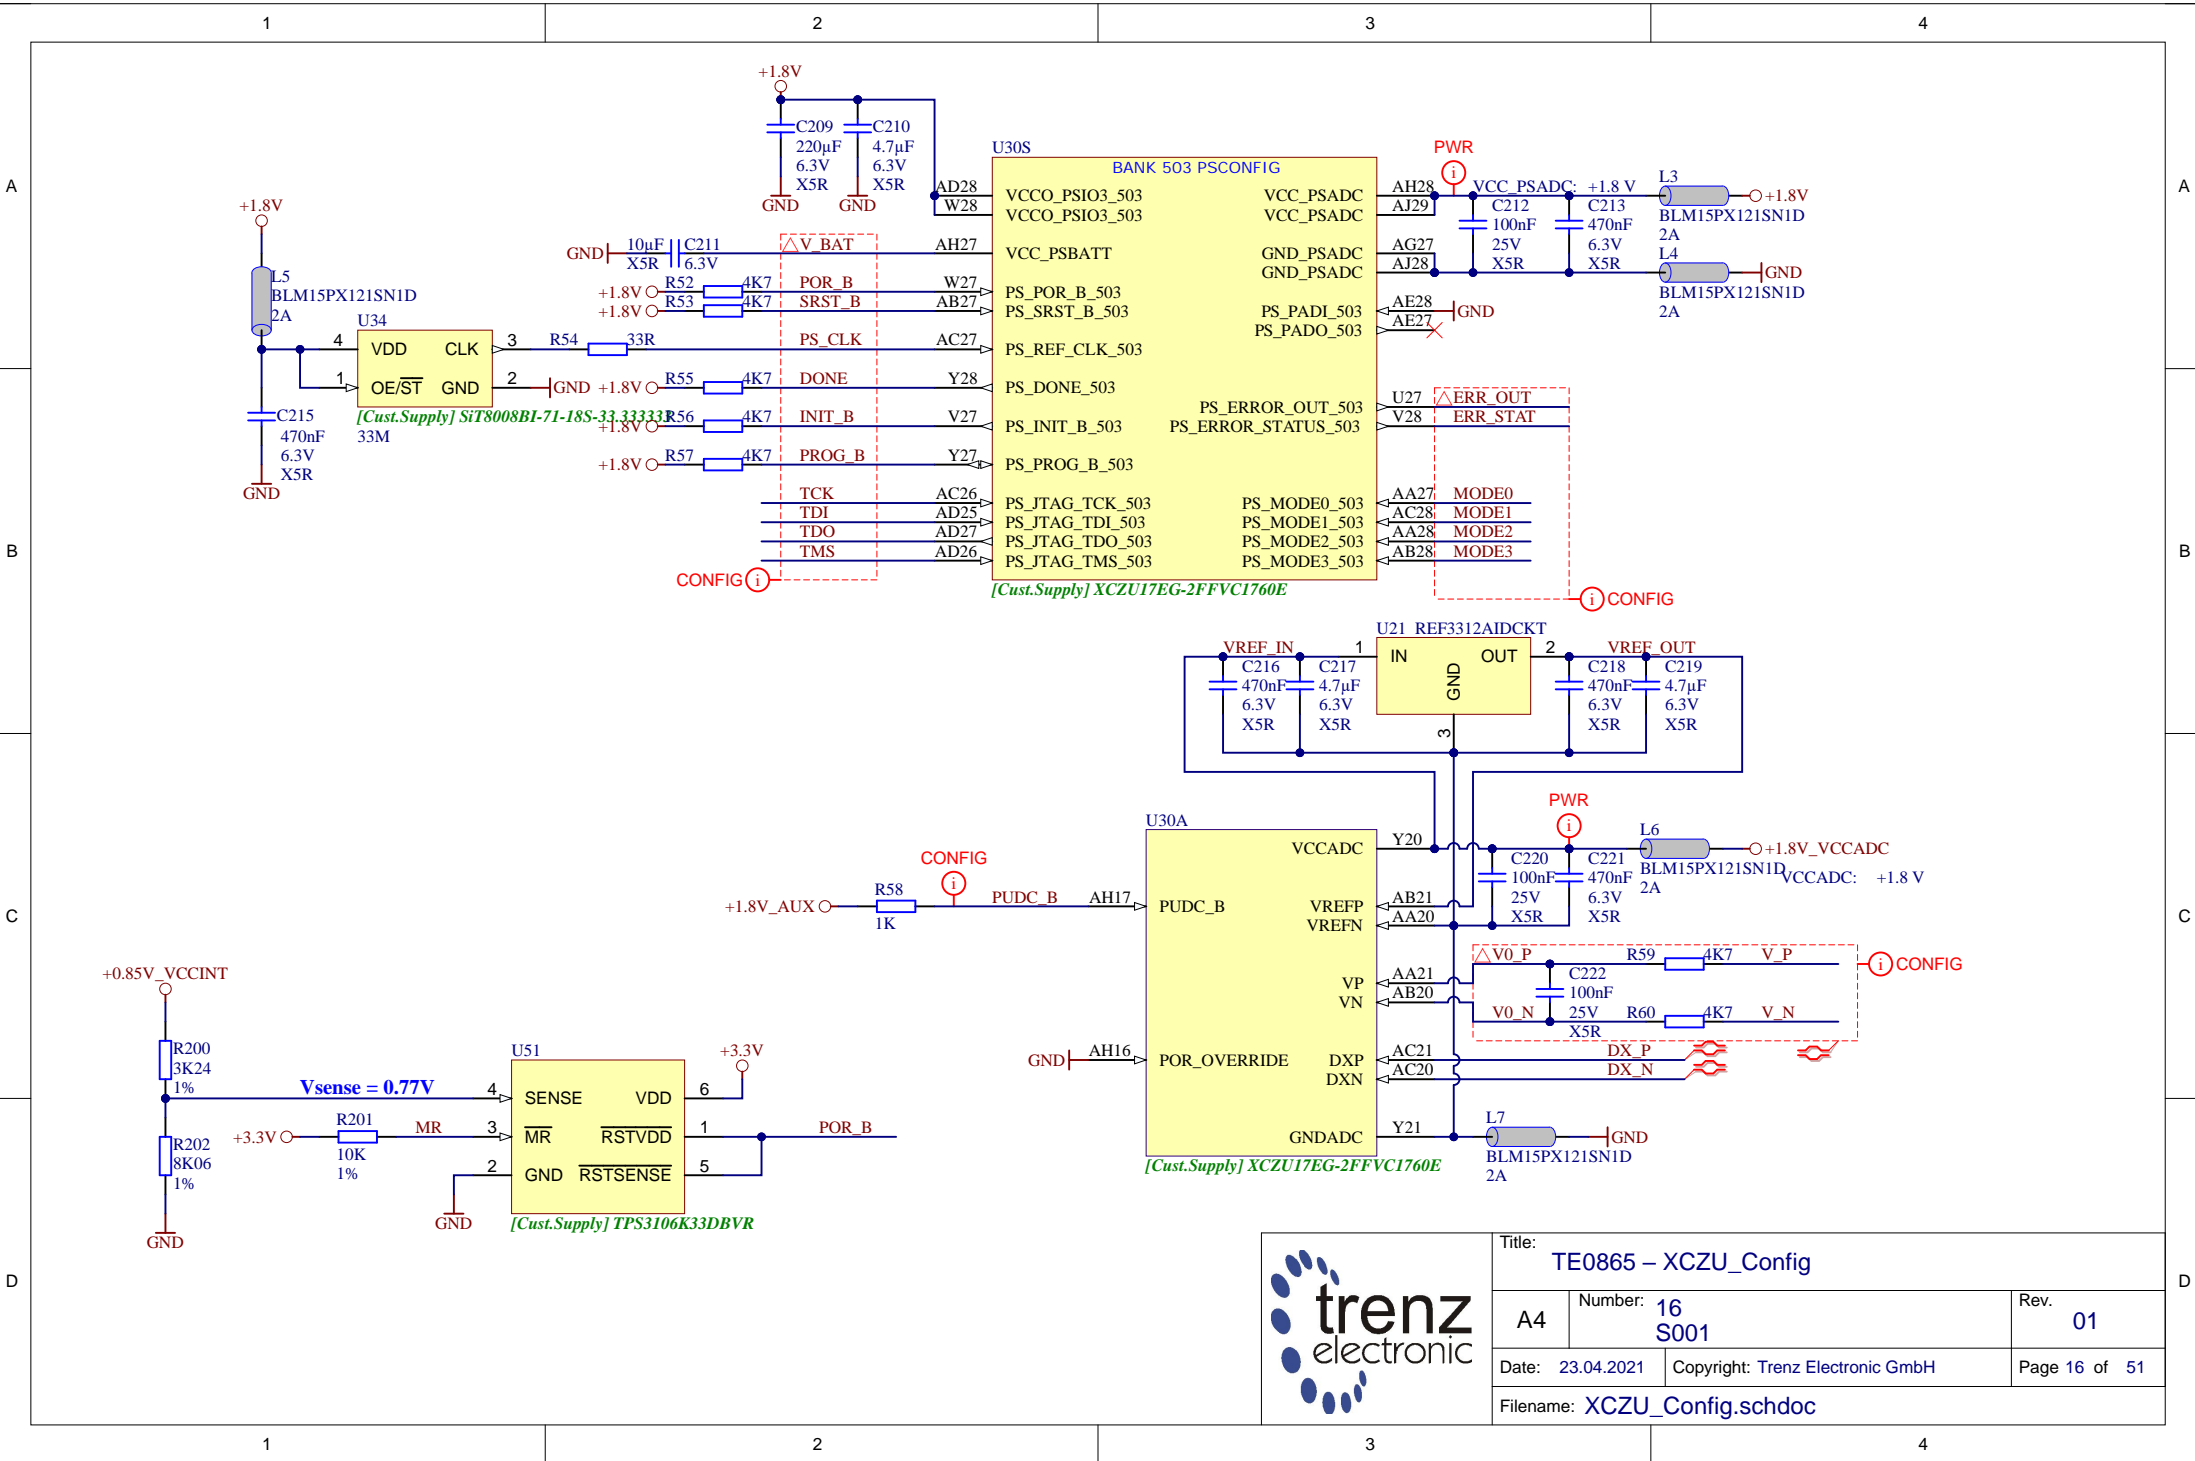 1 2 3 4
A
A
B
B
C
C
D
D
1 2 3 4
+1.8V
C209
220µF
6.3V
X5R
GND
C210
4.7µF
6.3V
X5R
GND
U30S
BANK 503 PSCONFIG
AD28 VCCO_PSIO3_503
W28 VCCO_PSIO3_503
GND 10µF X5R C211 6.3V V_BAT AH27 VCC_PSBATT
+1.8V R52 4K7 POR_B W27 PS_POR_B_503
+1.8V R53 4K7 SRST_B AB27 PS_SRST_B_503
R54 33R PS_CLK AC27 PS_REF_CLK_503
+1.8V R55 4K7 DONE Y28 PS_DONE_503
+1.8V R56 4K7 INIT_B V27 PS_INIT_B_503
+1.8V R57 4K7 PROG_B Y27 PS_PROG_B_503
TCK AC26 PS_JTAG_TCK_503
TDI AD25 PS_JTAG_TDI_503
TDO AD27 PS_JTAG_TDO_503
TMS AD26 PS_JTAG_TMS_503
CONFIG i
VCC_PSADC AH28
VCC_PSADC AJ29
GND_PSADC AG27
GND_PSADC AJ28
PS_PADI_503 AE28 GND
PS_PADO_503 AE27
PS_ERROR_OUT_503 U27 ERR_OUT
PS_ERROR_STATUS_503 V28 ERR_STAT
PS_MODE0_503 AA27 MODE0
PS_MODE1_503 AC28 MODE1
PS_MODE2_503 AA28 MODE2
PS_MODE3_503 AB28 MODE3
i CONFIG
[Cust.Supply] XCZU17EG-2FFVC1760E
PWR
i
VCC_PSADC: +1.8 V
C212
100nF
25V
X5R
C213
470nF
6.3V
X5R
L3
+1.8V
BLM15PX121SN1D
2A
L4
GND
BLM15PX121SN1D
2A
+1.8V
L5
BLM15PX121SN1D
2A
U34
4 VDD CLK 3
1 OE/ST GND 2 GND
[Cust.Supply] SiT8008BI-71-18S-33.333333
33M
C215
470nF
6.3V
X5R
GND
U21 REF3312AIDCKT
VREF_IN 1 IN OUT 2 VREF_OUT
GND
3
C216
470nF
6.3V
X5R
C217
4.7µF
6.3V
X5R
C218
470nF
6.3V
X5R
C219
4.7µF
6.3V
X5R
U30A
VCCADC Y20
PWR
i
C220
100nF
25V
X5R
C221
470nF
6.3V
X5R
L6
+1.8V_VCCADC
BLM15PX121SN1D
2A
VCCADC: +1.8 V
CONFIG
i
+1.8V_AUX R58 1K PUDC_B AH17 PUDC_B
VREFP AB21
VREFN AA20
VP AA21
VN AB20
V0_P R59 4K7 V_P
C222
100nF
25V
X5R
V0_N R60 4K7 V_N
i CONFIG
GND AH16 POR_OVERRIDE
DXP AC21 DX_P
DXN AC20 DX_N
GNDADC Y21
L7
GND
BLM15PX121SN1D
2A
[Cust.Supply] XCZU17EG-2FFVC1760E
+0.85V_VCCINT
R200
3K24
1%
R202
8K06
1%
GND
Vsense = 0.77V
+3.3V R201 10K 1% MR
U51
4 SENSE VDD 6 +3.3V
3 MR RSTVDD 1 POR_B
2 GND RSTSENSE 5
GND
[Cust.Supply] TPS3106K33DBVR
trenz
electronic
Title:
TE0865 – XCZU_Config
A4 Number: 16
S001
Rev.
01
Date: 23.04.2021 Copyright: Trenz Electronic GmbH Page 16 of 51
Filename: XCZU_Config.schdoc